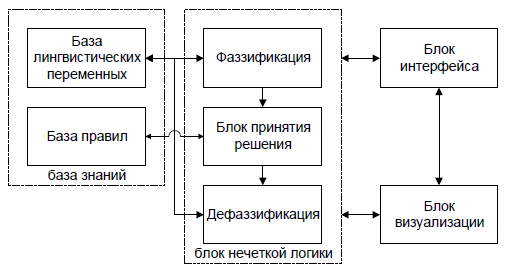 База
лингвистических
переменных
Фаззификация
Блок
интерфейса
База правил
Блок принятия
решения
база знаний
Дефаззификация
Блок
визуализации
блок нечеткой логики